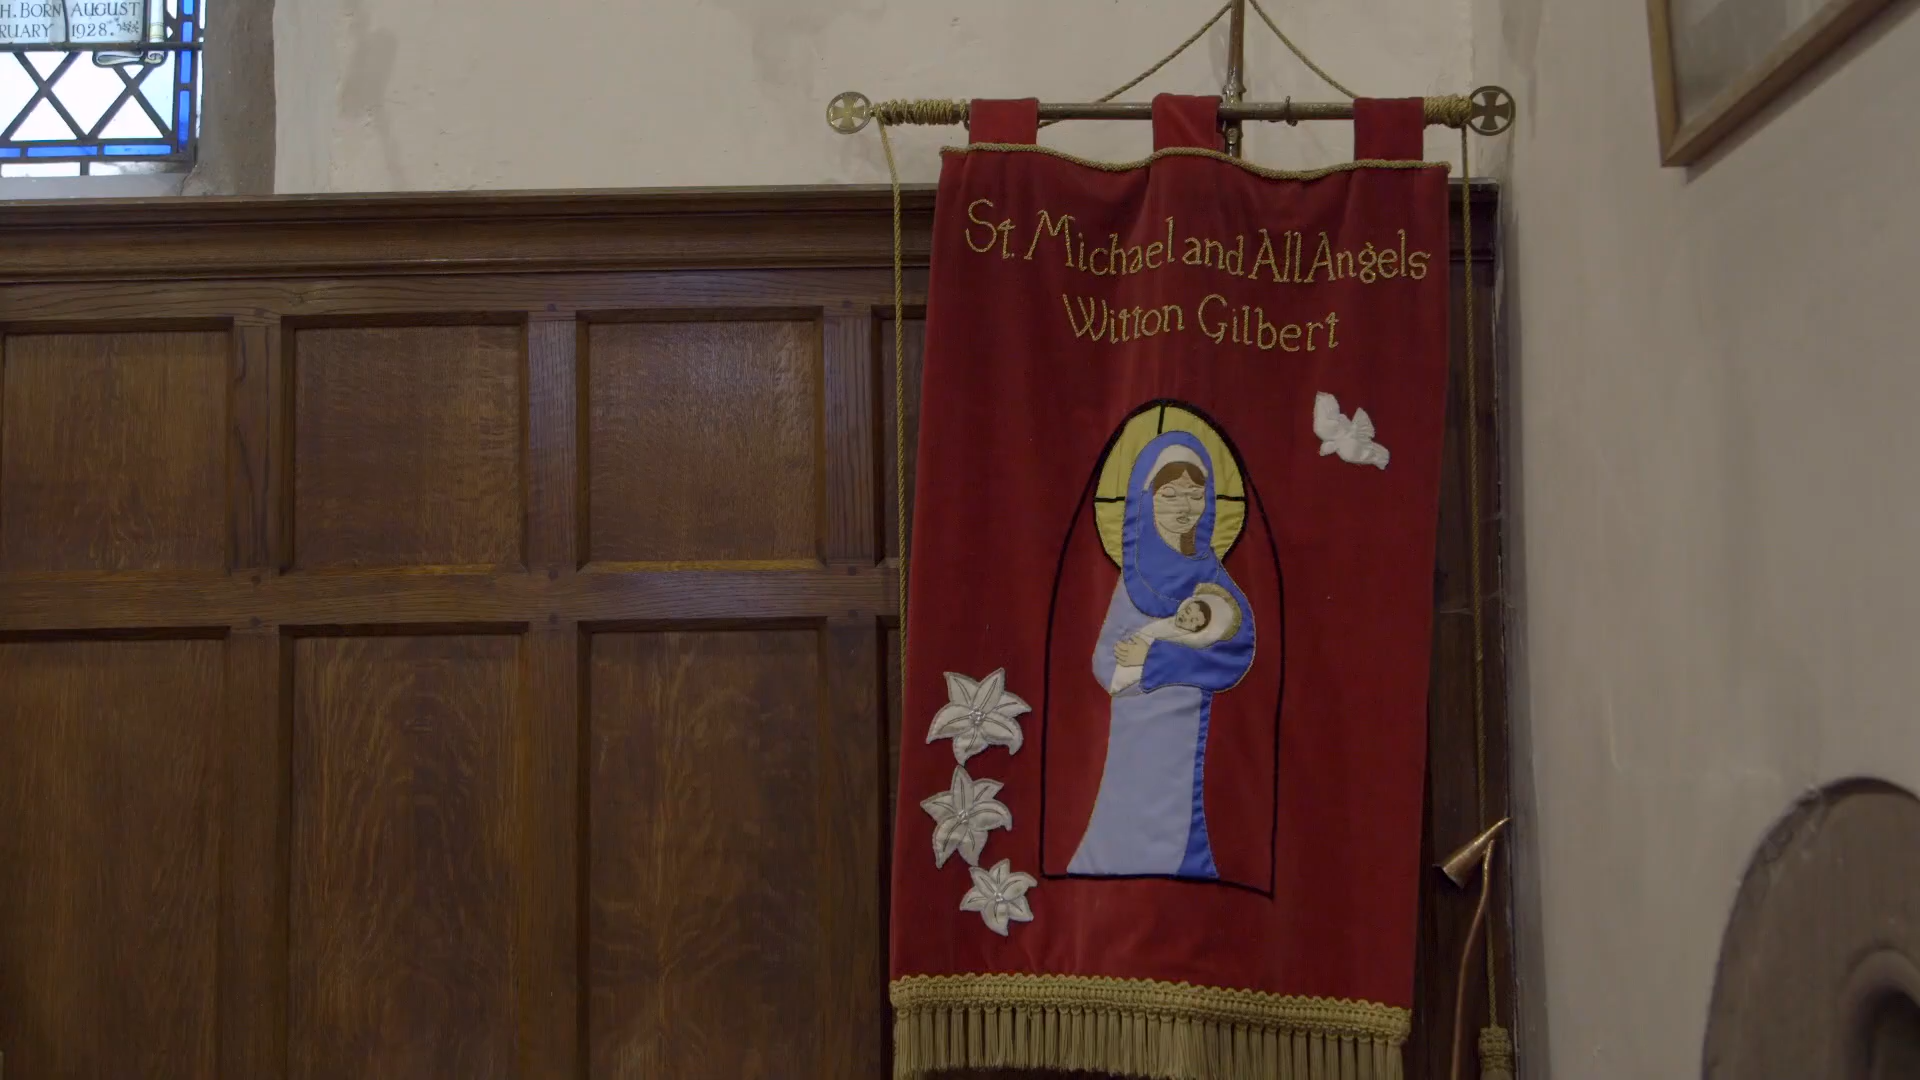 H. BORN AUGUST
RUARY 1928.
St. Michael and All Angels
Witton Gilbert